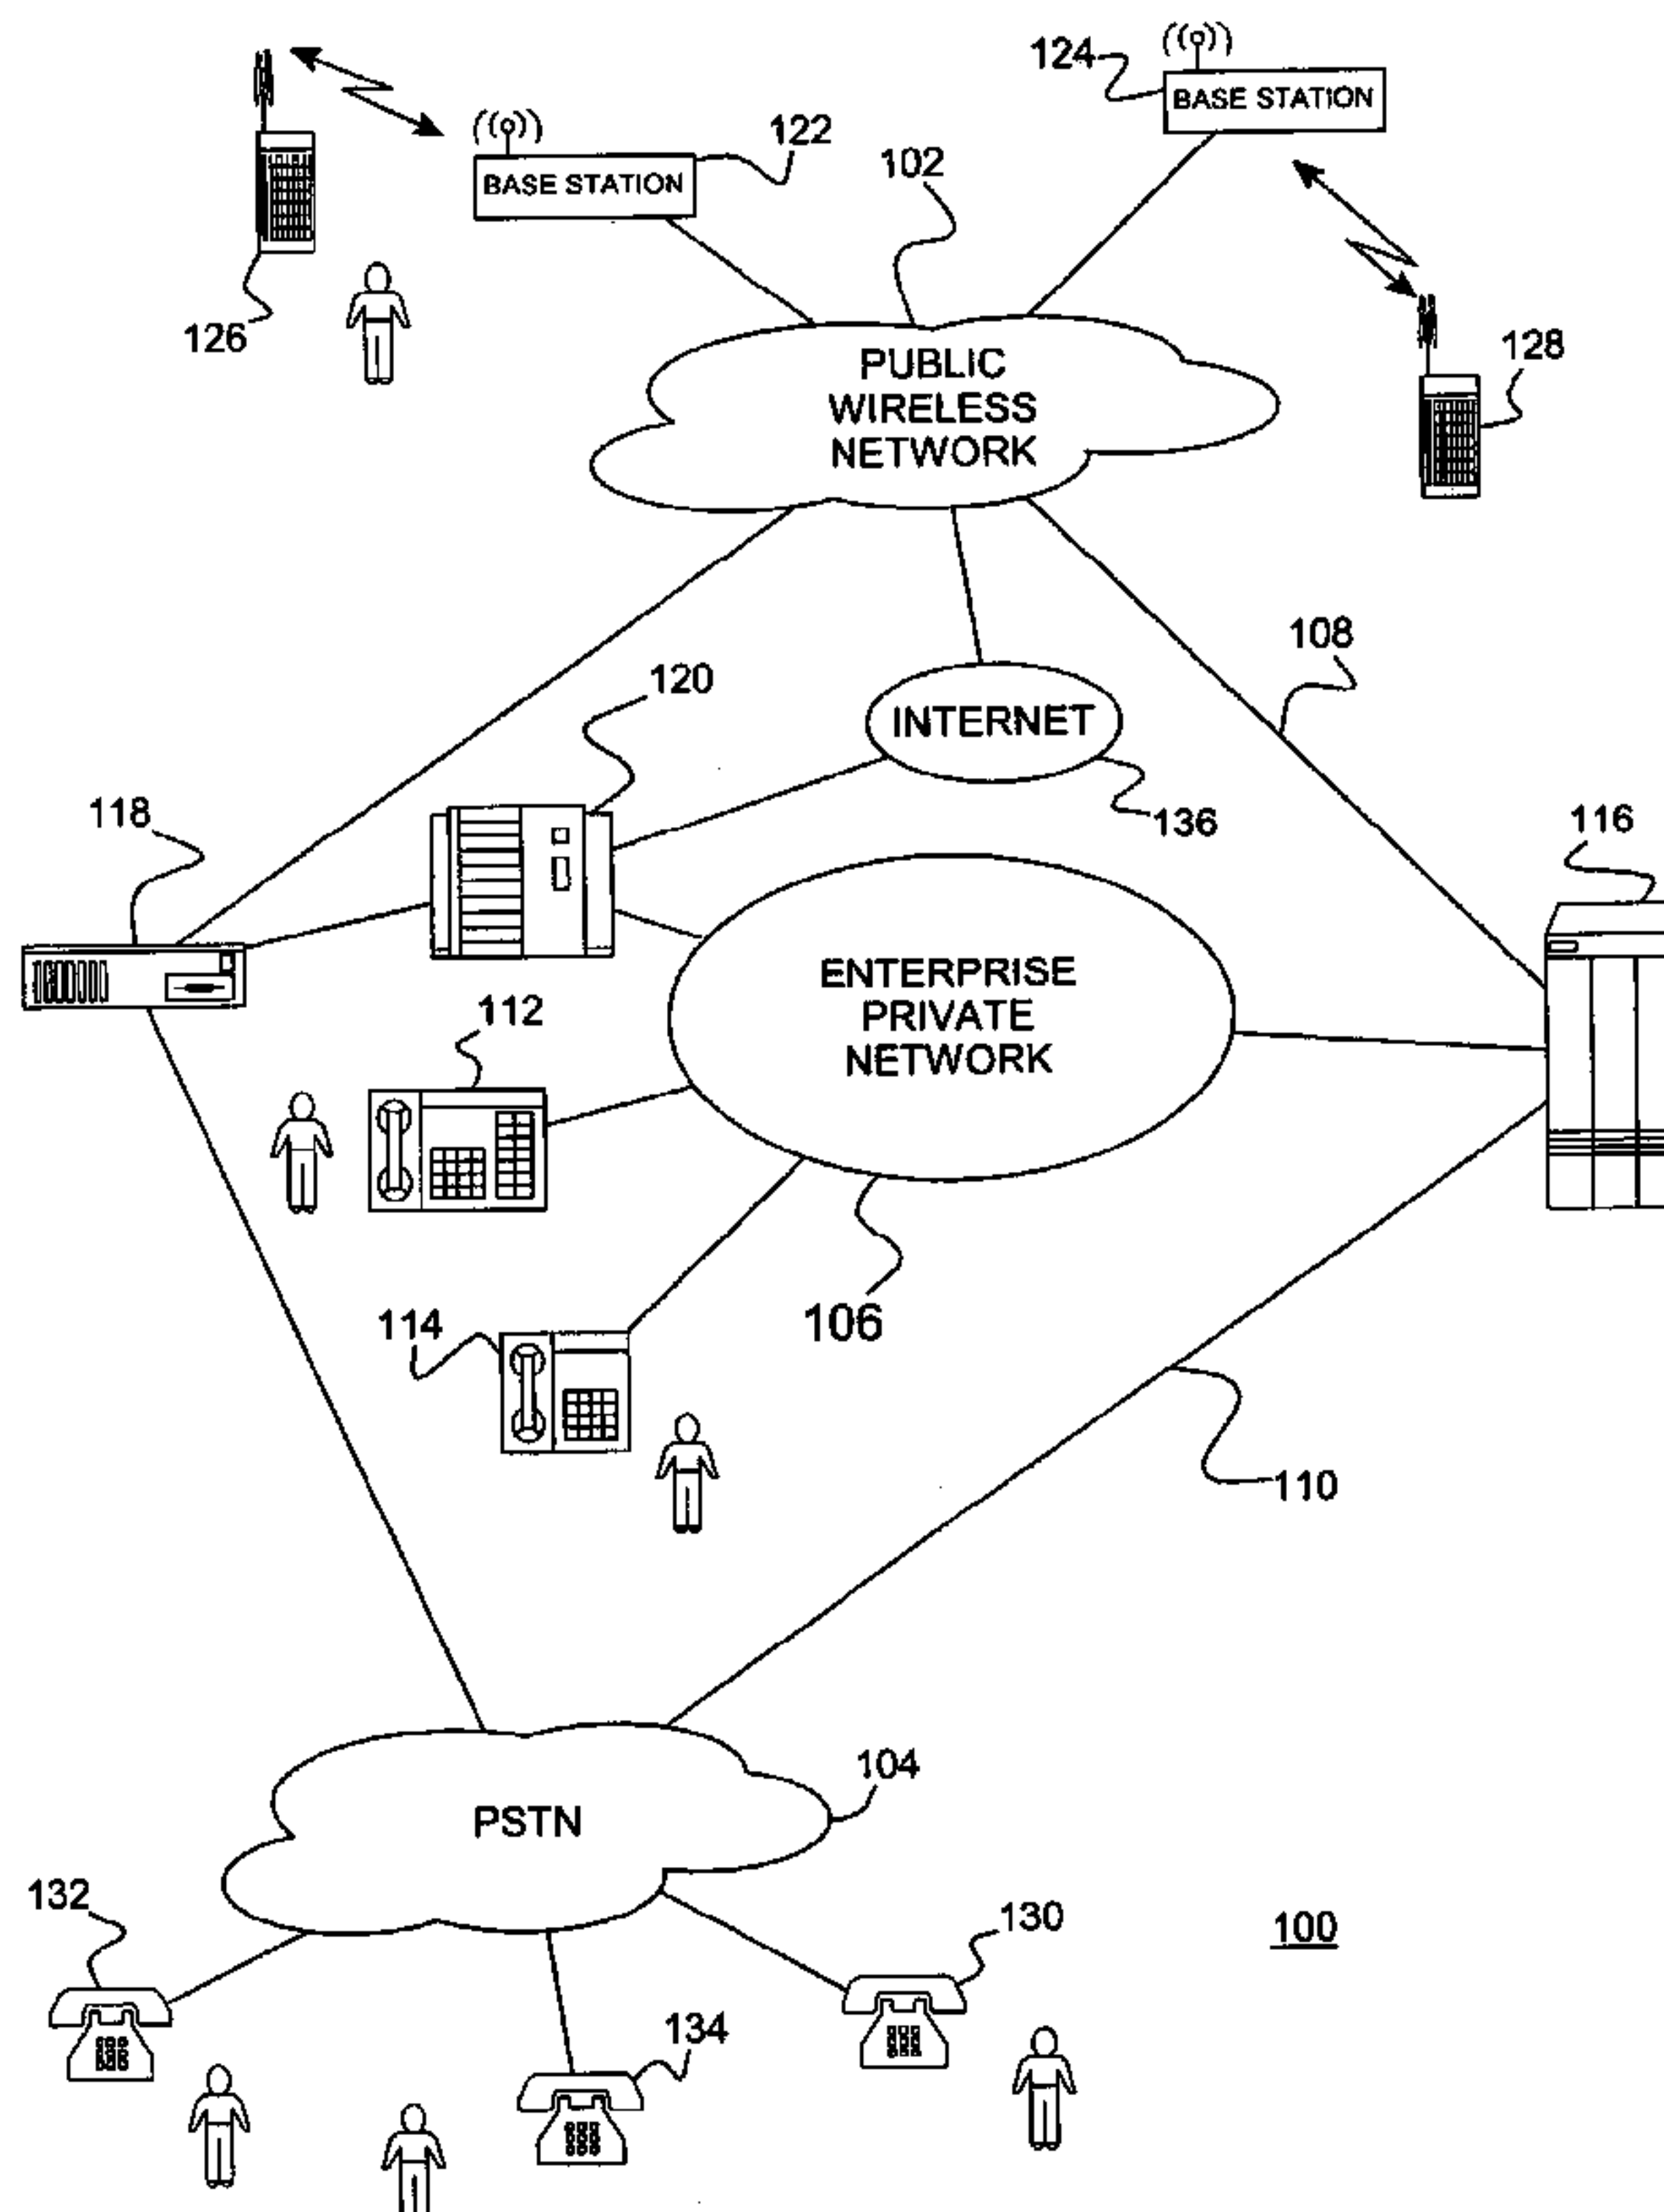 124
BASE STATION
122
BASE STATION
102
126
PUBLIC
WIRELESS
NETWORK
128
108
120
INTERNET
136
118
116
ENTERPRISE
PRIVATE
NETWORK
112
106
114
110
104
PSTN
132
130
100
134